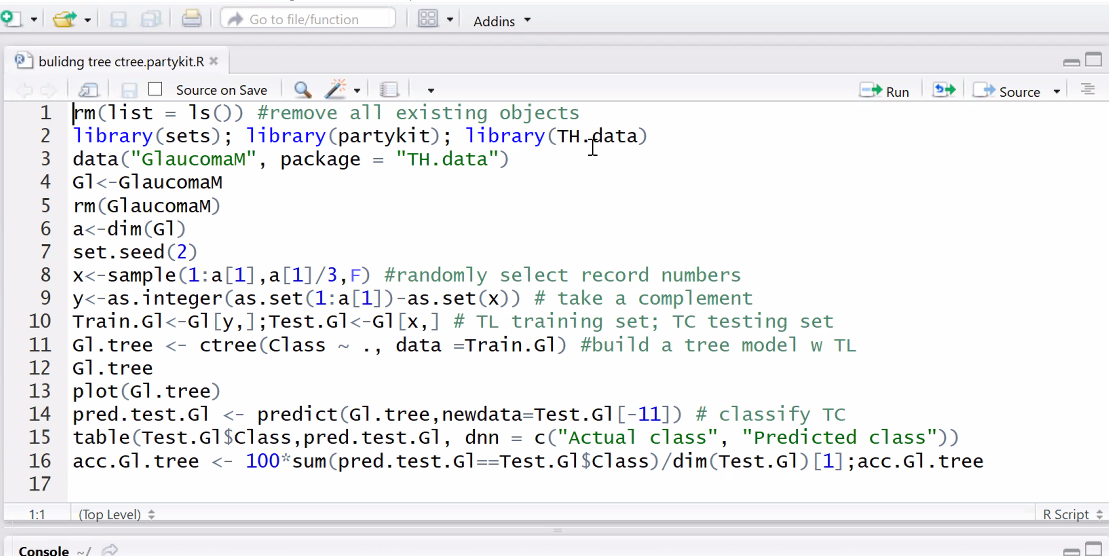 Go to file/function
Addins
bulidng tree ctree.partykit.R
Source on Save
Run
Source
1 rm(list = ls()) #remove all existing objects
2 library(sets); library(partykit); library(TH.data)
3 data("GlaucomaM", package = "TH.data")
4 Gl<-GlaucomaM
5 rm(GlaucomaM)
6 a<-dim(Gl)
7 set.seed(2)
8 x<-sample(1:a[1],a[1]/3,F) #randomly select record numbers
9 y<-as.integer(as.set(1:a[1])-as.set(x)) # take a complement
10 Train.Gl<-Gl[y,];Test.Gl<-Gl[x,] # TL training set; TC testing set
11 Gl.tree <- ctree(Class ~ ., data =Train.Gl) #build a tree model w TL
12 Gl.tree
13 plot(Gl.tree)
14 pred.test.Gl <- predict(Gl.tree,newdata=Test.Gl[-11]) # classify TC
15 table(Test.Gl$Class,pred.test.Gl, dnn = c("Actual class", "Predicted class"))
16 acc.Gl.tree <- 100*sum(pred.test.Gl==Test.Gl$Class)/dim(Test.Gl)[1];acc.Gl.tree
17
1:1 (Top Level) R Script
Console ~/